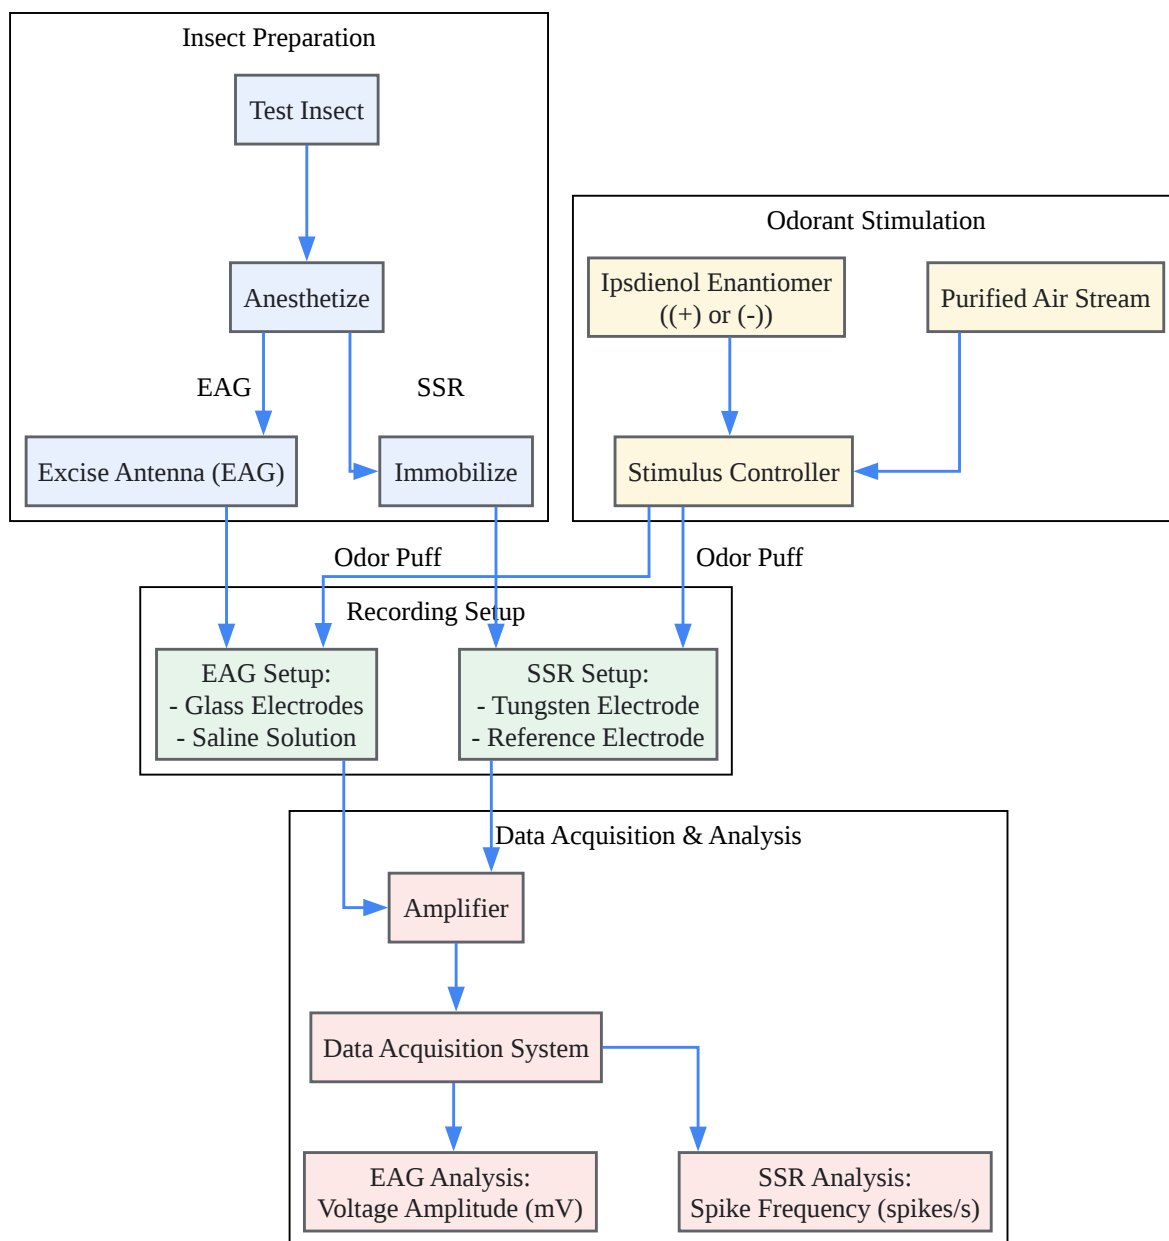 Insect Preparation
Test Insect
Anesthetize
EAG
SSR
Excise Antenna (EAG)
Immobilize
Odorant Stimulation
Ipsdienol Enantiomer
((+) or (-))
Purified Air Stream
Stimulus Controller
Odor Puff
Odor Puff
Recording Setup
EAG Setup:
- Glass Electrodes
- Saline Solution
SSR Setup:
- Tungsten Electrode
- Reference Electrode
Data Acquisition & Analysis
Amplifier
Data Acquisition System
EAG Analysis:
Voltage Amplitude (mV)
SSR Analysis:
Spike Frequency (spikes/s)